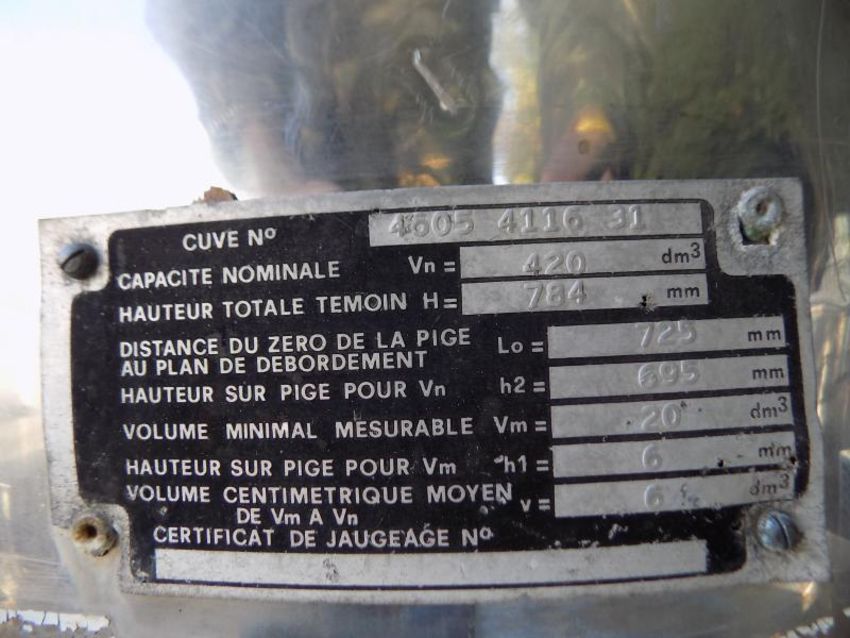 CUVE Nº 4605 4116 31
CAPACITE NOMINALE Vn = 420 dm³
HAUTEUR TOTALE TEMOIN H= 784 mm
DISTANCE DU ZERO DE LA PIGE
AU PLAN DE DEBORDEMENT Lo = 725 mm
HAUTEUR SUR PIGE POUR Vn h2= 695 mm
VOLUME MINIMAL MESURABLE Vm = 20 dm³
HAUTEUR SUR PIGE POUR Vm h1= 6 mm
VOLUME CENTIMETRIQUE MOYEN
DE Vm A Vn v= 6 dm³
CERTIFICAT DE JAUGEAGE Nº